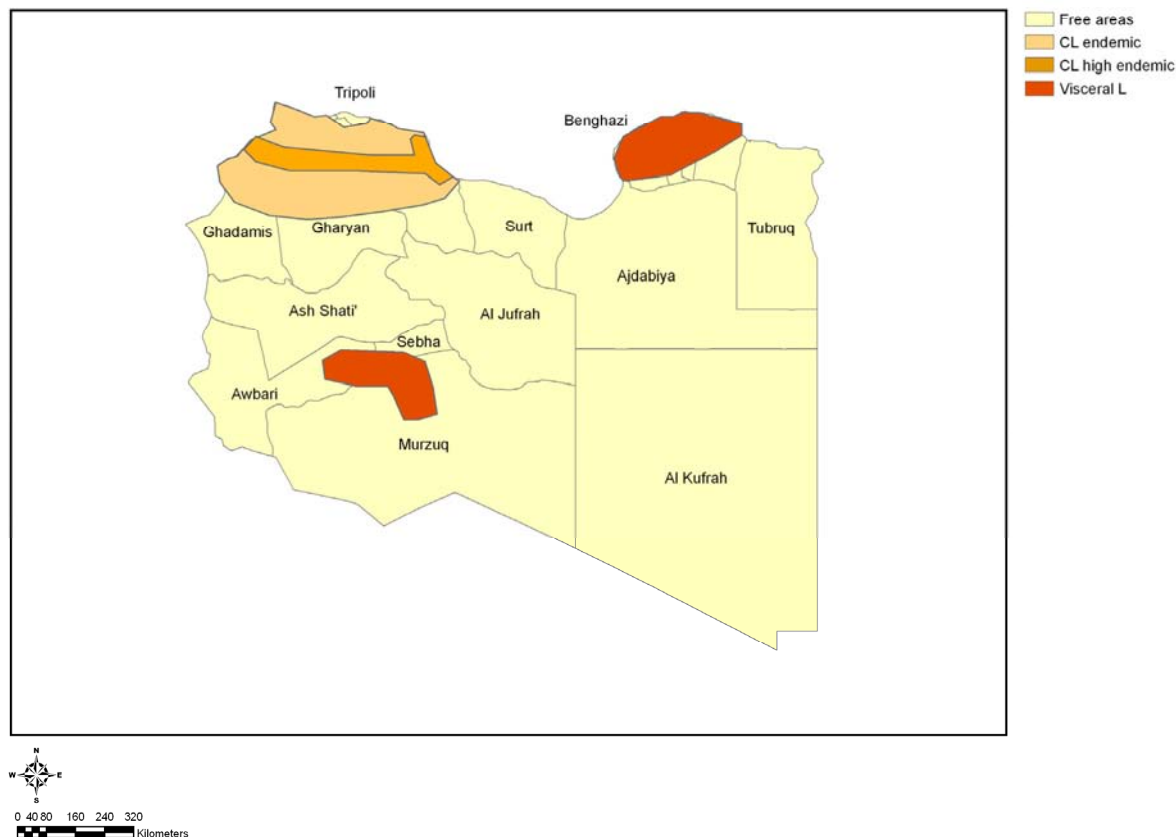 Free areas
CL endemic
CL high endemic
Visceral L
Tripoli
Benghazi
Ghadamis
Gharyan
Surt
Tubruq
Ajdabiya
Ash Shati'
Al Jufrah
Sebha
Awbari
Murzuq
Al Kufrah
N
W E
S
0 40 80 160 240 320
Kilometers